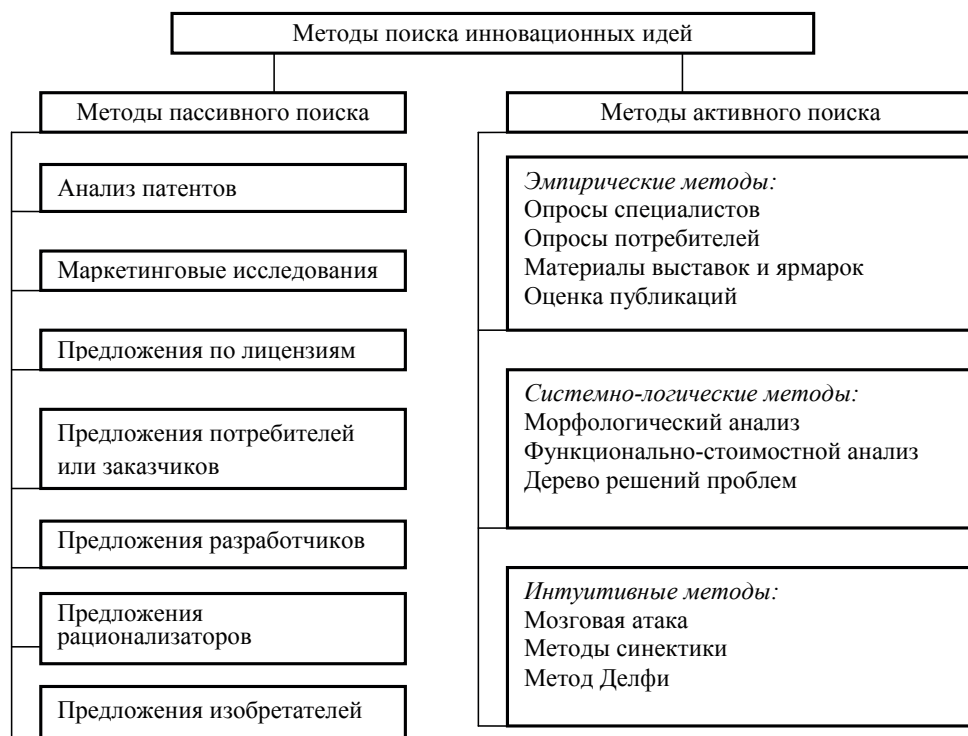 Методы поиска инновационных идей
Методы пассивного поиска
Анализ патентов
Маркетинговые исследования
Предложения по лицензиям
Предложения потребителей
или заказчиков
Предложения разработчиков
Предложения
рационализаторов
Предложения изобретателей
Методы активного поиска
Эмпирические методы:
Опросы специалистов
Опросы потребителей
Материалы выставок и ярмарок
Оценка публикаций
Системно-логические методы:
Морфологический анализ
Функционально-стоимостной анализ
Дерево решений проблем
Интуитивные методы:
Мозговая атака
Методы синектики
Метод Делфи